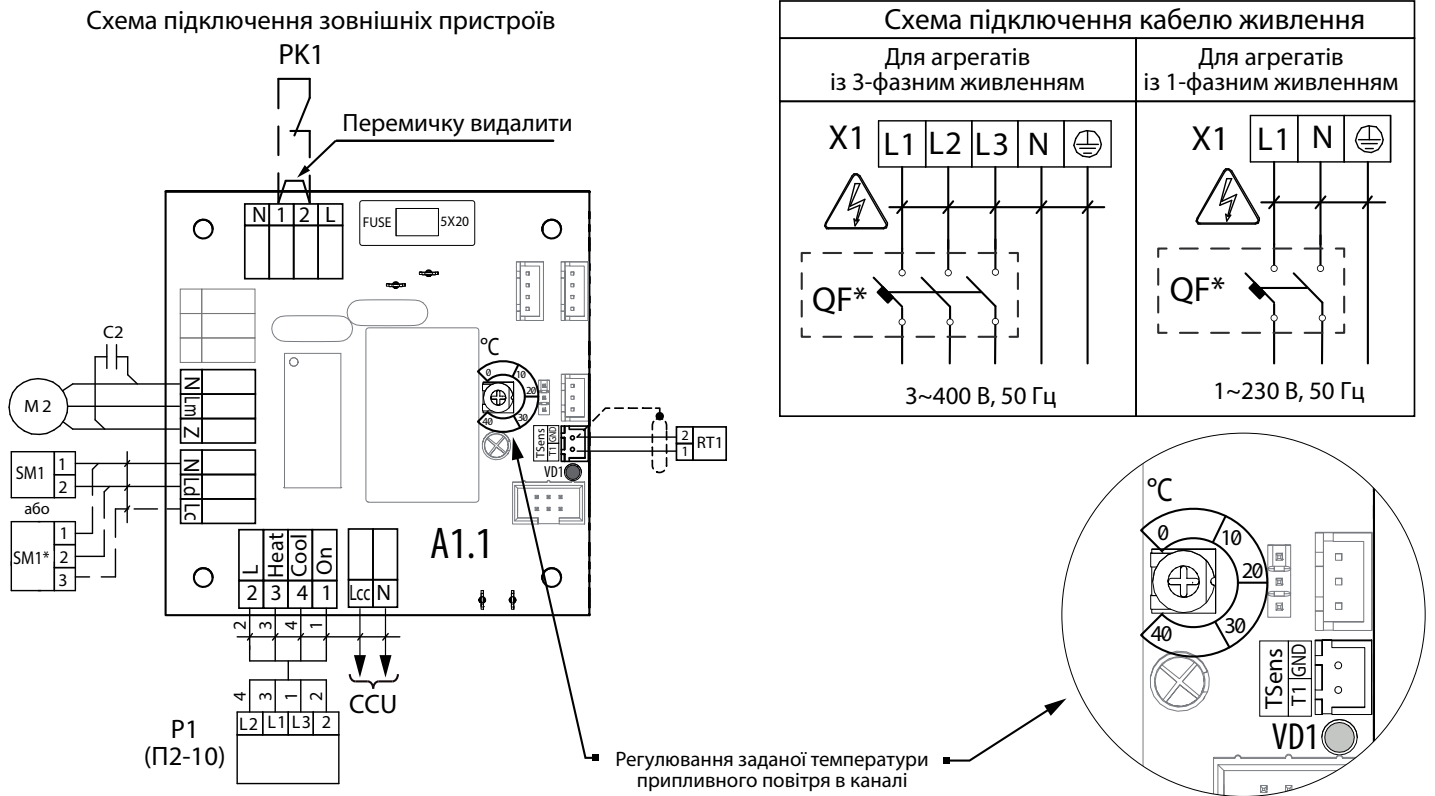 Схема підключення зовнішніх пристроїв
PK1
Перемичку видалити
N 1 2 L
FUSE 5X20
C2
M 2
N
Lm
Z
SM1 1
2
або
SM1* 1
2
3
N
Ld
Lc
°C
0 10 20 30 40
TSens
T1 GND
VD1
2
1
RT1
A1.1
L Heat Cool On
2 3 4 1
Lcc N
2 3 4 1
CCU
4 3 1 2
L2 L1 L3 2
P1
(П2-10)
Регулювання заданої температури
припливного повітря в каналі
Схема підключення кабелю живлення
Для агрегатів
із 3-фазним живленням
X1 L1 L2 L3 N
QF*
3~400 В, 50 Гц
Для агрегатів
із 1-фазним живленням
X1 L1 N
QF*
1~230 В, 50 Гц
°C
0 10 20 30 40
TSens
T1 GND
VD1